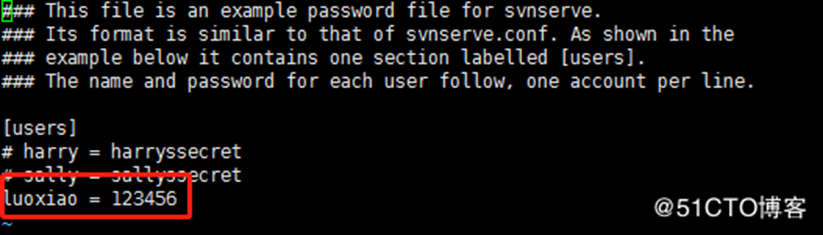 ### This file is an example password file for svnserve.
### Its format is similar to that of svnserve.conf. As shown in the
### example below it contains one section labelled [users].
### The name and password for each user follow, one account per line.
[users]
# harry = harryssecret
# sally = sallyssecret
luoxiao = 123456
~
@51CTO博客